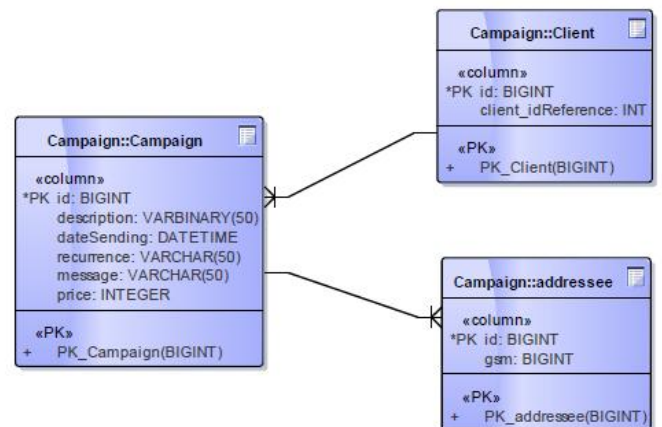 Campaign::Client
«column»
*PK id: BIGINT
client_idReference: INT
«PK»
+ PK_Client(BIGINT)
Campaign::Campaign
«column»
*PK id: BIGINT
description: VARBINARY(50)
dateSending: DATETIME
recurrence: VARCHAR(50)
message: VARCHAR(50)
price: INTEGER
«PK»
+ PK_Campaign(BIGINT)
Campaign::addressee
«column»
*PK id: BIGINT
gsm: BIGINT
«PK»
+ PK_addressee(BIGINT)